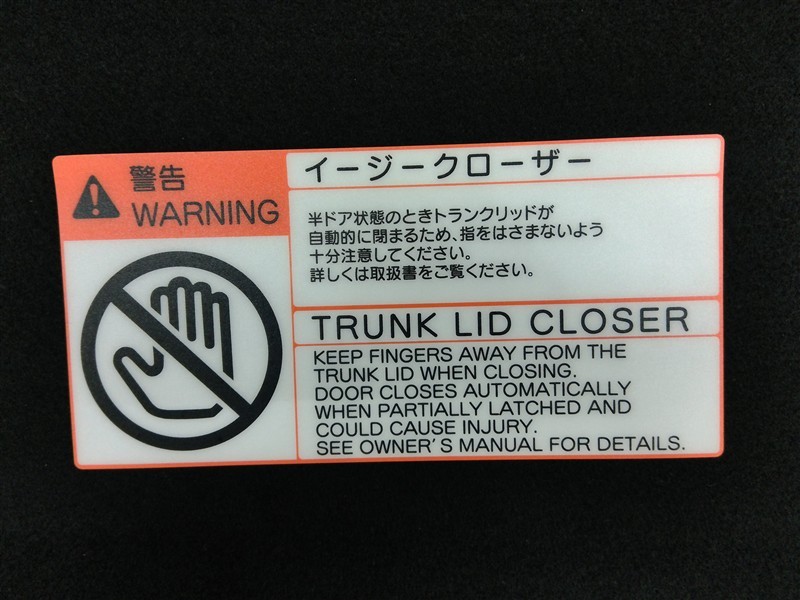 警告
WARNING
イージークローザー
半ドア状態のときトランクリッドが
自動的に閉まるため、指をはさまないよう
十分注意してください。
詳しくは取扱書をご覧ください。
TRUNK LID CLOSER
KEEP FINGERS AWAY FROM THE
TRUNK LID WHEN CLOSING.
DOOR CLOSES AUTOMATICALLY
WHEN PARTIALLY LATCHED AND
COULD CAUSE INJURY.
SEE OWNER'S MANUAL FOR DETAILS.